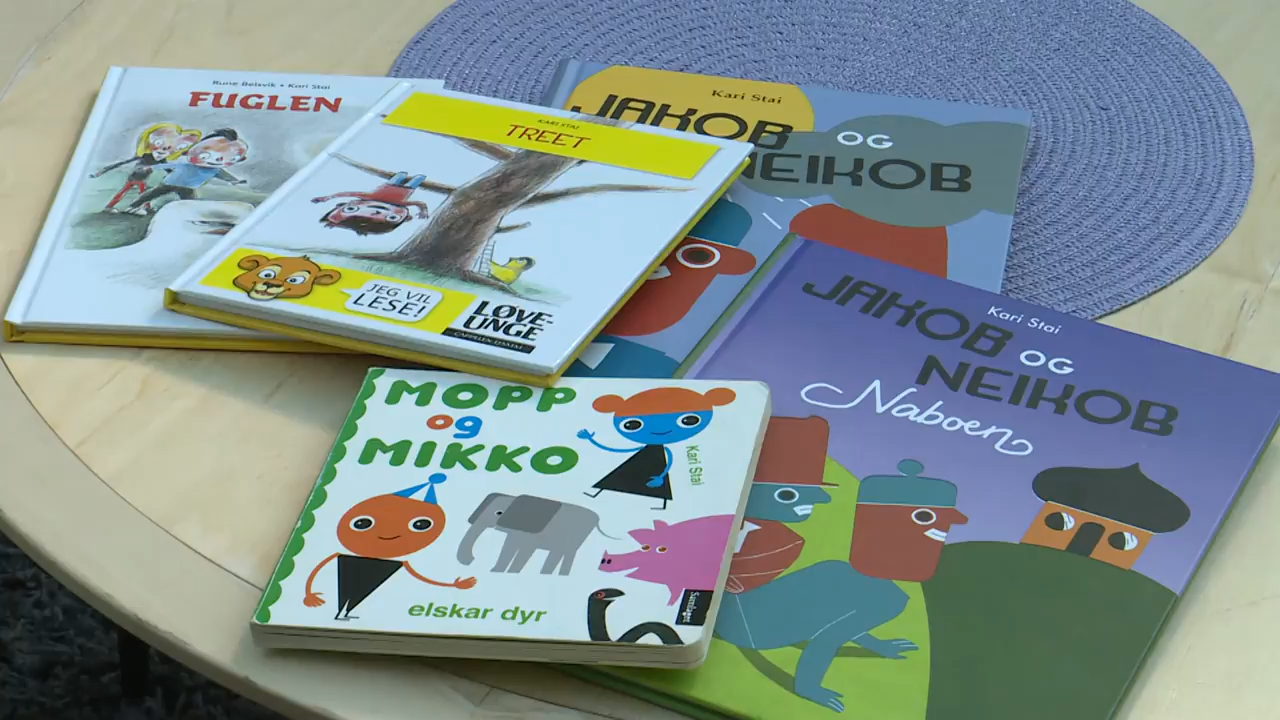 Rune Belsvik • Kari Stai
FUGLEN
KARI STAI
TREET
JEG VIL
LESE!
LØVE-
UNGE
CAPPELEN DAMM
Kari Stai
JAKOB
OG
NEIKOB
Kari Stai
JAKOB
OG
NEIKOB
Naboen
MOPP
og
MIKKO
Kari Stai
elskar dyr
Samlaget